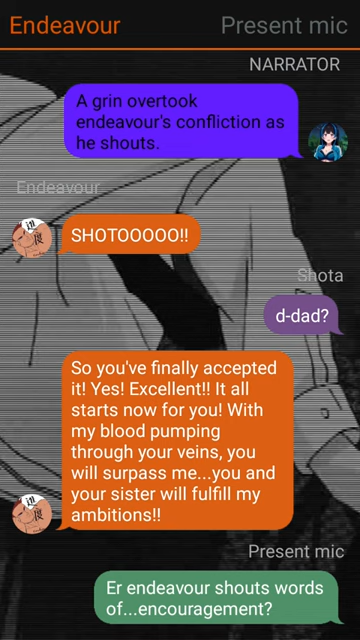 Endeavour
Present mic
NARRATOR
A grin overtook
endeavour's confliction as
he shouts.
Endeavour
SHOTOOOOO!!
Shota
d-dad?
So you've finally accepted
it! Yes! Excellent!! It all
starts now for you! With
my blood pumping
through your veins, you
will surpass me...you and
your sister will fulfill my
ambitions!!
Present mic
Er endeavour shouts words
of...encouragement?